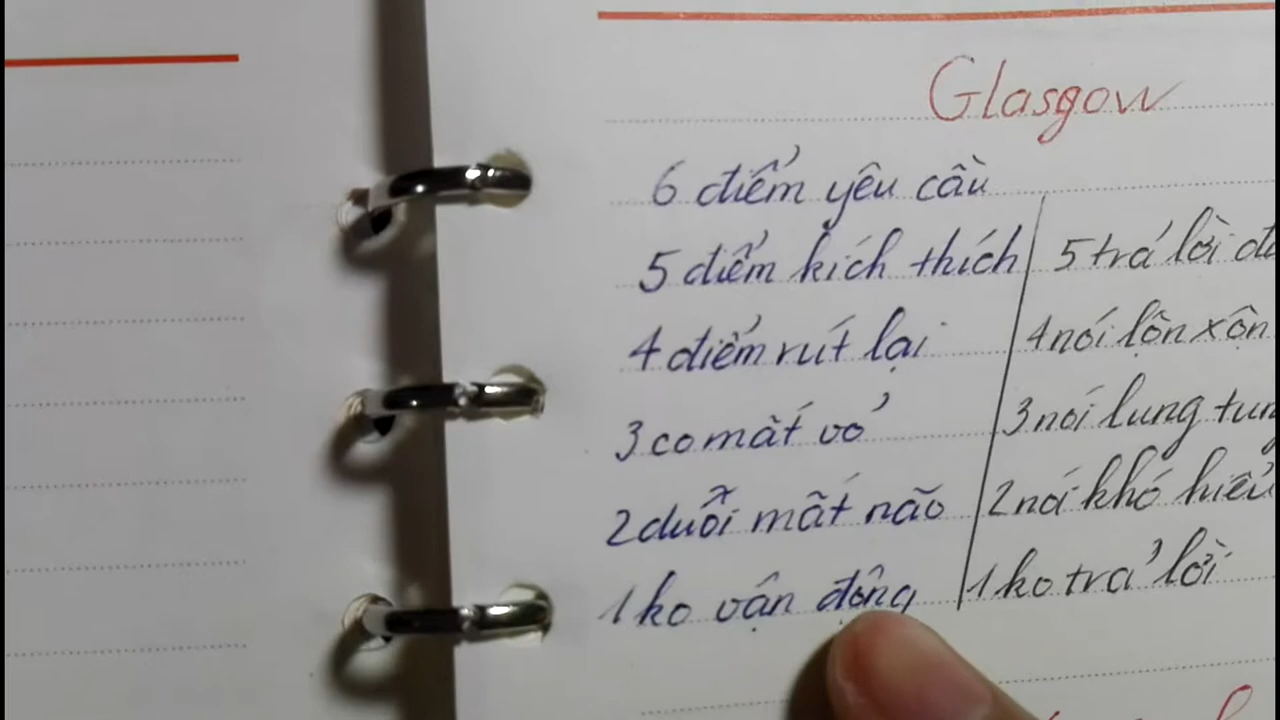 Glasgow
6 điểm yêu cầu
5 điểm kích thích
4 điểm rút lại
3 co mất vỏ
2 duỗi mất não
1 ko vận động
5 trả lời
4 nói lộn xộn
3 nói lung
2 nói khó hiểu
1 ko trả lời